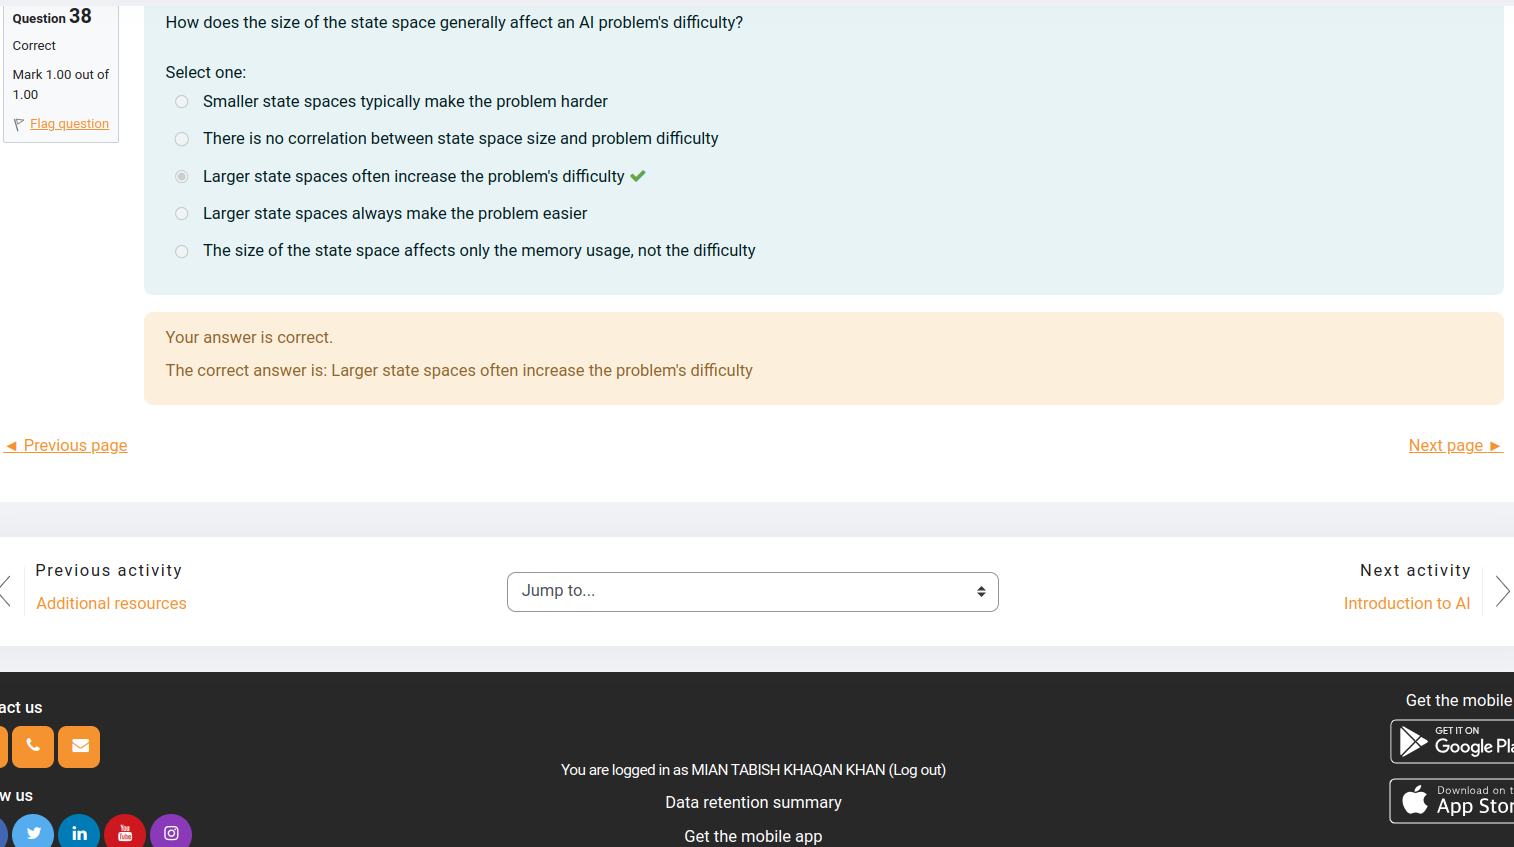 Question 38
Correct
Mark 1.00 out of
1.00
Flag question
How does the size of the state space generally affect an AI problem's difficulty?
Select one:
Smaller state spaces typically make the problem harder
There is no correlation between state space size and problem difficulty
Larger state spaces often increase the problem's difficulty
Larger state spaces always make the problem easier
The size of the state space affects only the memory usage, not the difficulty
Your answer is correct.
The correct answer is: Larger state spaces often increase the problem's difficulty
◄ Previous page
Next page ►
Previous activity
Additional resources
Jump to...
Next activity
Introduction to AI
act us
w us
You are logged in as MIAN TABISH KHAQAN KHAN (Log out)
Data retention summary
Get the mobile app
Get the mobile
GET IT ON
Google Pla
Download on t
App Stor
in
You
Tube